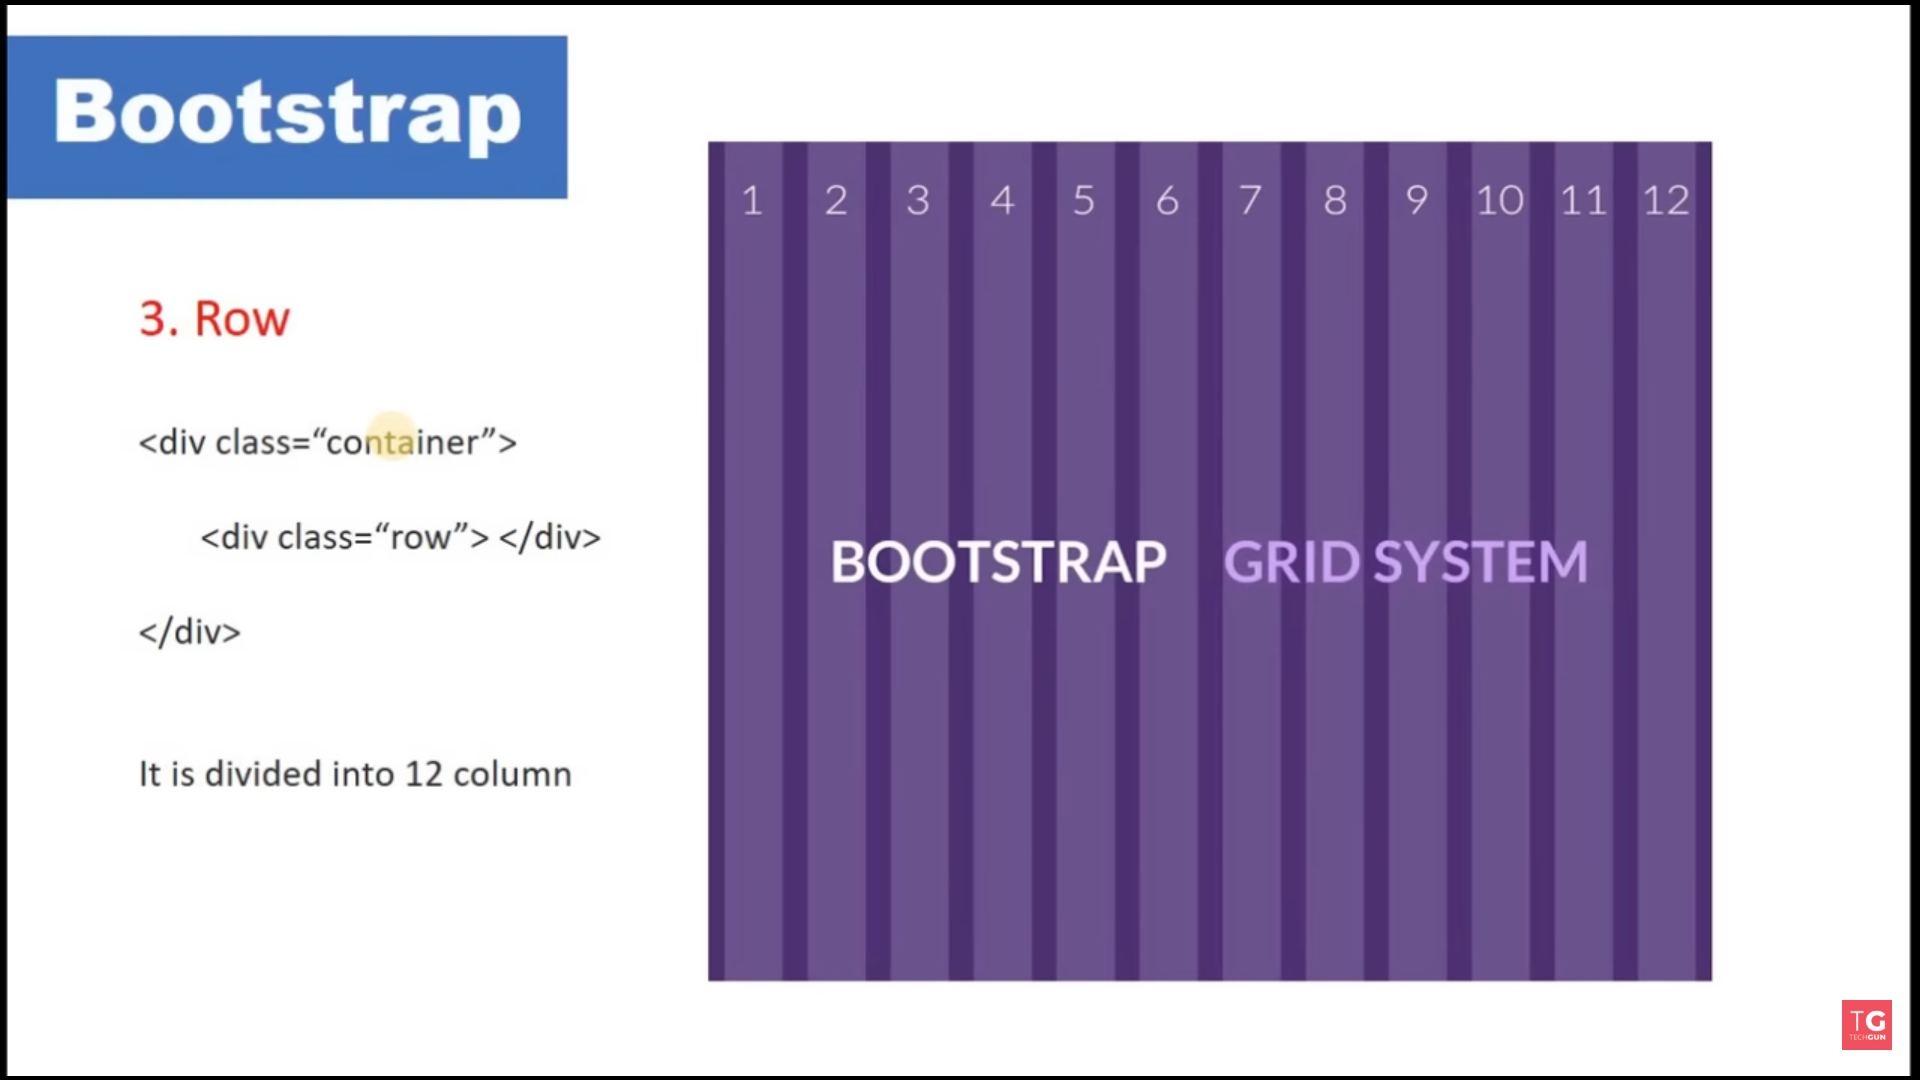 Bootstrap
3. Row
<div class=“container”>
<div class=“row”> </div>
</div>
It is divided into 12 column
1 2 3 4 5 6 7 8 9 10 11 12
BOOTSTRAP GRID SYSTEM
TG
TECHGUN